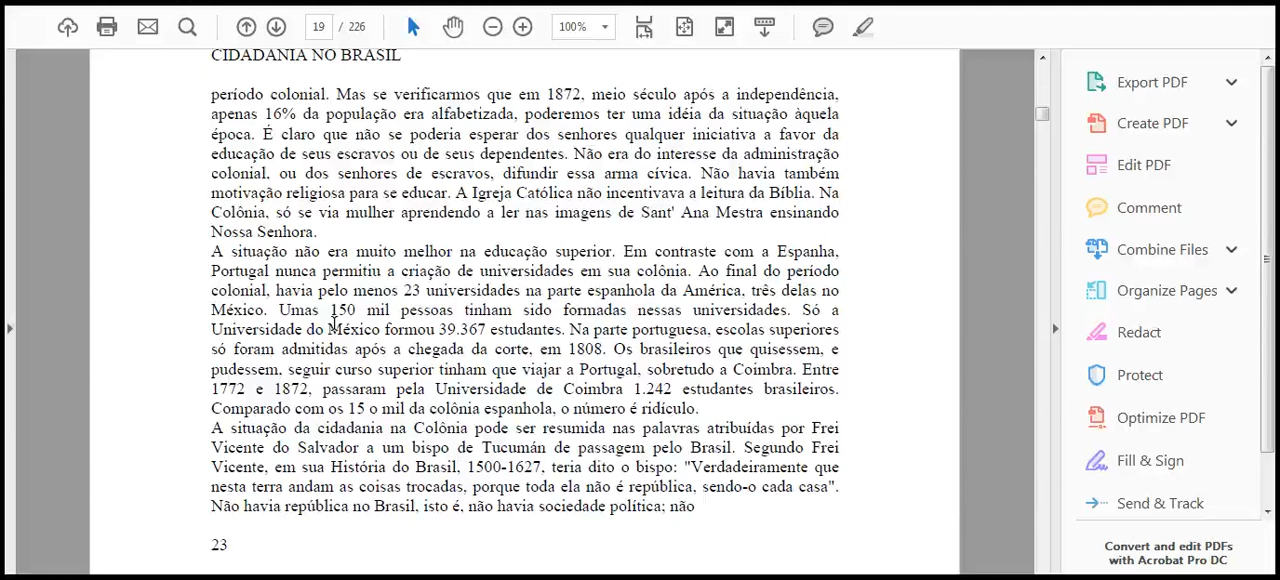 19 / 226
100%
CIDADANIA NO BRASIL
período colonial. Mas se verificarmos que em 1872, meio século após a independência,
apenas 16% da população era alfabetizada, poderemos ter uma idéia da situação àquela
época. É claro que não se poderia esperar dos senhores qualquer iniciativa a favor da
educação de seus escravos ou de seus dependentes. Não era do interesse da administração
colonial, ou dos senhores de escravos, difundir essa arma cívica. Não havia também
motivação religiosa para se educar. A Igreja Católica não incentivava a leitura da Bíblia. Na
Colônia, só se via mulher aprendendo a ler nas imagens de Sant' Ana Mestra ensinando
Nossa Senhora.
A situação não era muito melhor na educação superior. Em contraste com a Espanha,
Portugal nunca permitiu a criação de universidades em sua colônia. Ao final do período
colonial, havia pelo menos 23 universidades na parte espanhola da América, três delas no
México. Umas 150 mil pessoas tinham sido formadas nessas universidades. Só a
Universidade do México formou 39.367 estudantes. Na parte portuguesa, escolas superiores
só foram admitidas após a chegada da corte, em 1808. Os brasileiros que quisessem, e
pudessem, seguir curso superior tinham que viajar a Portugal, sobretudo a Coimbra. Entre
1772 e 1872, passaram pela Universidade de Coimbra 1.242 estudantes brasileiros.
Comparado com os 15 o mil da colônia espanhola, o número é ridículo.
A situação da cidadania na Colônia pode ser resumida nas palavras atribuídas por Frei
Vicente do Salvador a um bispo de Tucumán de passagem pelo Brasil. Segundo Frei
Vicente, em sua História do Brasil, 1500-1627, teria dito o bispo: "Verdadeiramente que
nesta terra andam as coisas trocadas, porque toda ela não é república, sendo-o cada casa".
Não havia república no Brasil, isto é, não havia sociedade política; não
23
Export PDF
Create PDF
Edit PDF
Comment
Combine Files
Organize Pages
Redact
Protect
Optimize PDF
Fill & Sign
Send & Track
Convert and edit PDFs
with Acrobat Pro DC